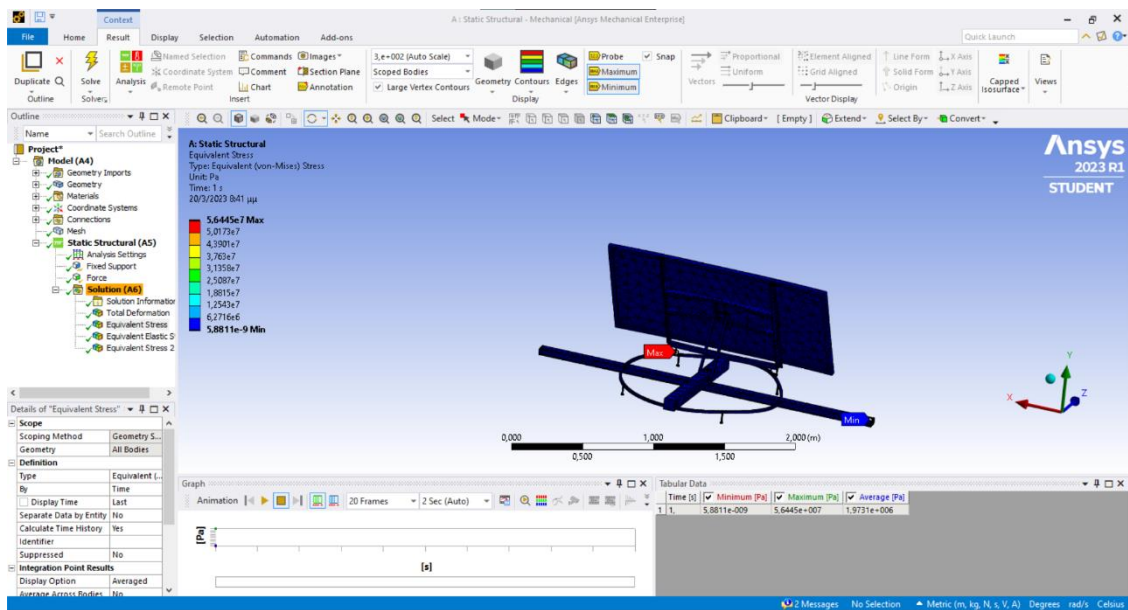 Context
A : Static Structural - Mechanical [Ansys Mechanical Enterprise]
File Home Result Display Selection Automation Add-ons
Quick Launch
Duplicate Q Solve Analysis
Named Selection Commands Images
Coordinate System Comment Section Plane
Remote Point Chart Annotation
3,e+002 (Auto Scale)
Scoped Bodies
Large Vertex Contours
Geometry Contours Edges
Probe Snap
Maximum
Minimum
Vectors
Proportional Element Aligned Line Form X Axis
Uniform Grid Aligned Solid Form Y Axis
Origin Z Axis
Capped Isosurface
Views
Outline Solve Insert Display Vector Display
Outline
Name Search Outline
Select Mode Clipboard [ Empty ] Extend Select By Convert
Project*
Model (A4)
Geometry Imports
Geometry
Materials
Coordinate Systems
Connections
Mesh
Static Structural (A5)
Analysis Settings
Fixed Support
Force
Solution (A6)
Solution Information
Total Deformation
Equivalent Stress
Equivalent Elastic S
Equivalent Stress 2
A: Static Structural
Equivalent Stress
Type: Equivalent (von-Mises) Stress
Unit: Pa
Time: 1 s
20/3/2023 8:41 μμ
5,6445e7 Max
5,0173e7
4,3901e7
3,763e7
3,1358e7
2,5087e7
1,8815e7
1,2543e7
6,2716e6
5,8811e-9 Min
Ansys
2023 R1
STUDENT
Max
Min
Y
X
Z
0,000 1,000 2,000 (m)
0,500 1,500
Details of "Equivalent Stress"
Scope
Scoping Method Geometry S...
Geometry All Bodies
Definition
Type Equivalent (...
By Time
Display Time Last
Separate Data by Entity No
Calculate Time History Yes
Identifier
Suppressed No
Integration Point Results
Display Option Averaged
Average Across Bodies No
Graph
Animation 20 Frames 2 Sec (Auto)
[Pa]
[s]
Tabular Data
Time [s] Minimum [Pa] Maximum [Pa] Average [Pa]
1 1, 5,8811e-009 5,6445e+007 1,9731e+006
2 Messages No Selection Metric (m, kg, N, s, V, A) Degrees rad/s Celsius